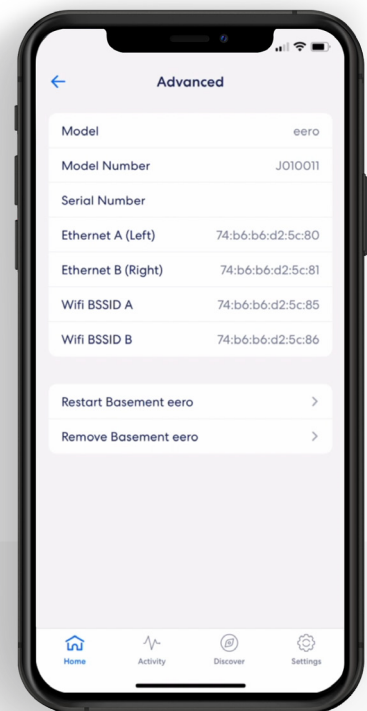 Advanced
Model eero
Model Number J010011
Serial Number
Ethernet A (Left) 74:b6:b6:d2:5c:80
Ethernet B (Right) 74:b6:b6:d2:5c:81
Wifi BSSID A 74:b6:b6:d2:5c:85
Wifi BSSID B 74:b6:b6:d2:5c:86
Restart Basement eero
Remove Basement eero
Home Activity Discover Settings